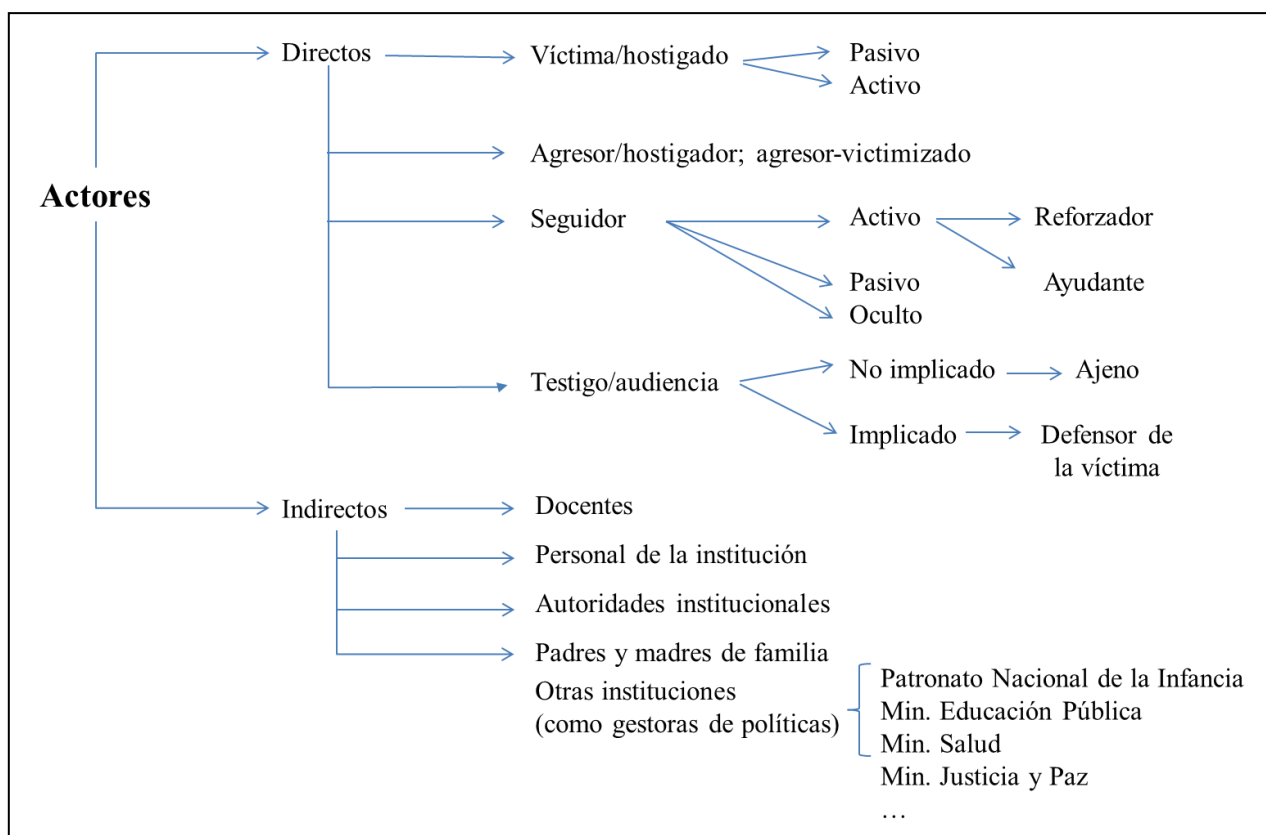 Actores
Directos
Víctima/hostigado
Pasivo
Activo
Agresor/hostigador; agresor-victimizado
Seguidor
Activo
Reforzador
Ayudante
Pasivo
Oculto
Testigo/audiencia
No implicado
Ajeno
Implicado
Defensor de
la víctima
Indirectos
Docentes
Personal de la institución
Autoridades institucionales
Padres y madres de familia
Otras instituciones
(como gestoras de políticas)
Patronato Nacional de la Infancia
Min. Educación Pública
Min. Salud
Min. Justicia y Paz
…